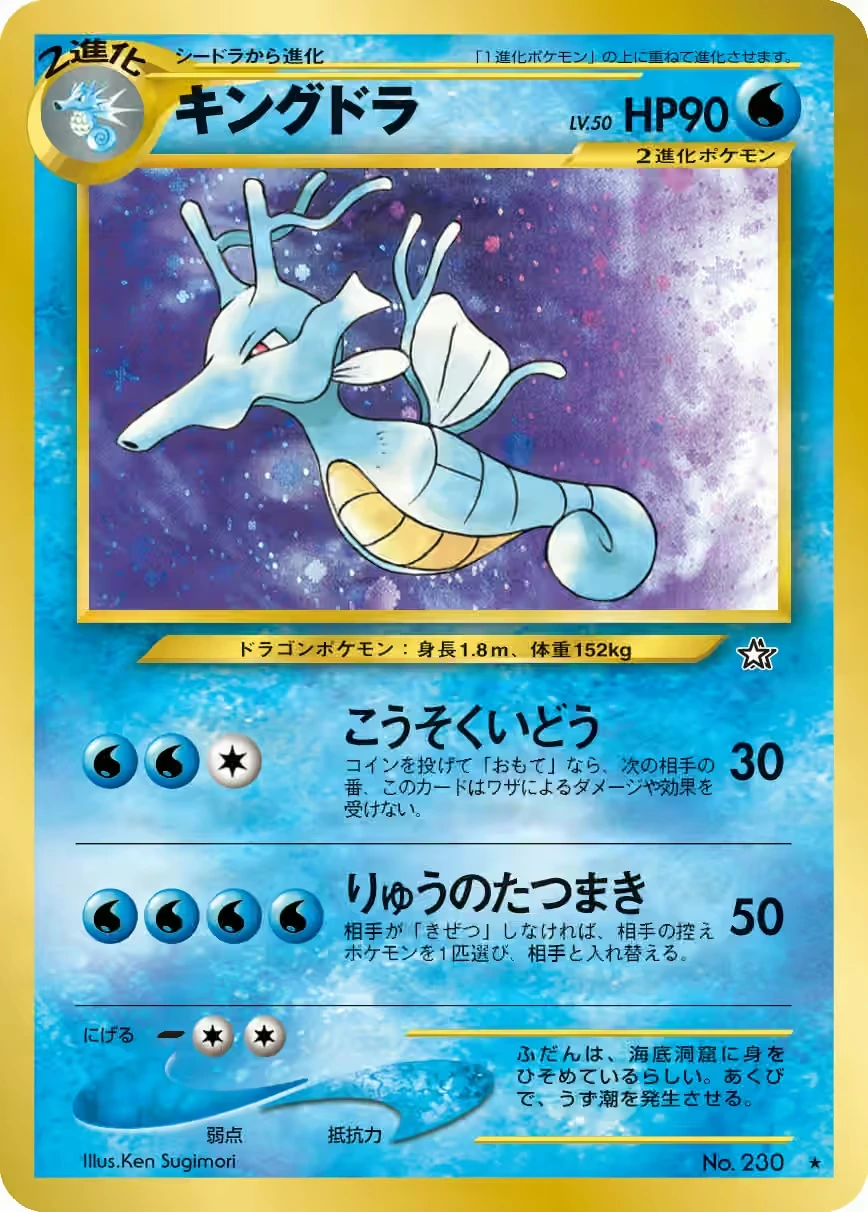 2進化
シードラから進化
「1進化ポケモン」の上に重ねて進化させます。
キングドラ
LV.50 HP90
2進化ポケモン
ドラゴンポケモン：身長1.8m、体重152kg
こうそくいどう
コインを投げて「おもて」なら、次の相手の
番、このカードはワザによるダメージや効果を
受けない。
30
りゅうのたつまき
相手が「きぜつ」しなければ、相手の控え
ポケモンを1匹選び、相手と入れ替える。
50
にげる
ふだんは、海底洞窟に身を
ひそめているらしい。あくび
で、うず潮を発生させる。
弱点 抵抗力
Illus.Ken Sugimori
No. 230 ★